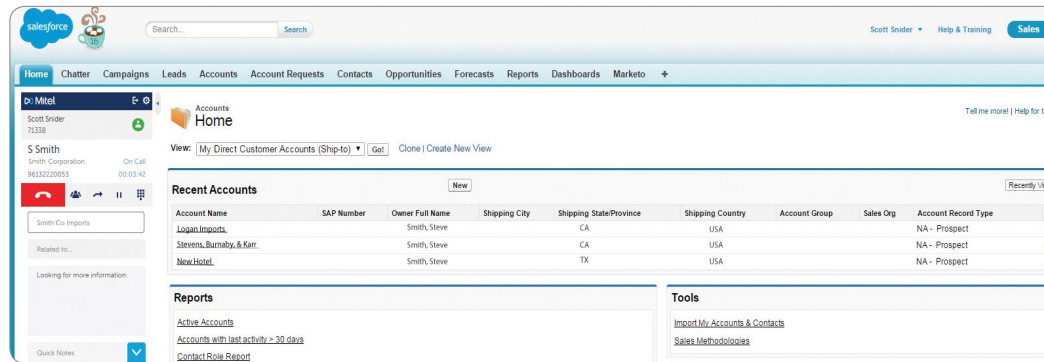 salesforce
16
Search...
Search
Scott Snider
Help & Training
Sales
Home Chatter Campaigns Leads Accounts Account Requests Contacts Opportunities Forecasts Reports Dashboards Marketo +
Mitel
Scott Snider
71338
S Smith
Smith Corporation On Call
96132220053 00:03:42
Smith Co Imports
Related to...
Looking for more information.
Quick Notes
Accounts
Home
Tell me more! | Help for t
View: My Direct Customer Accounts (Ship-to) Go! Clone | Create New View
Recent Accounts New Recently Vi
Account Name SAP Number Owner Full Name Shipping City Shipping State/Province Shipping Country Account Group Sales Org Account Record Type
Logan Imports Smith, Steve CA USA NA - Prospect
Stevens, Burnaby, & Karr Smith, Steve CA USA NA - Prospect
New Hotel Smith, Steve TX USA NA - Prospect
Reports
Active Accounts
Accounts with last activity > 30 days
Contact Role Report
Tools
Import My Accounts & Contacts
Sales Methodologies